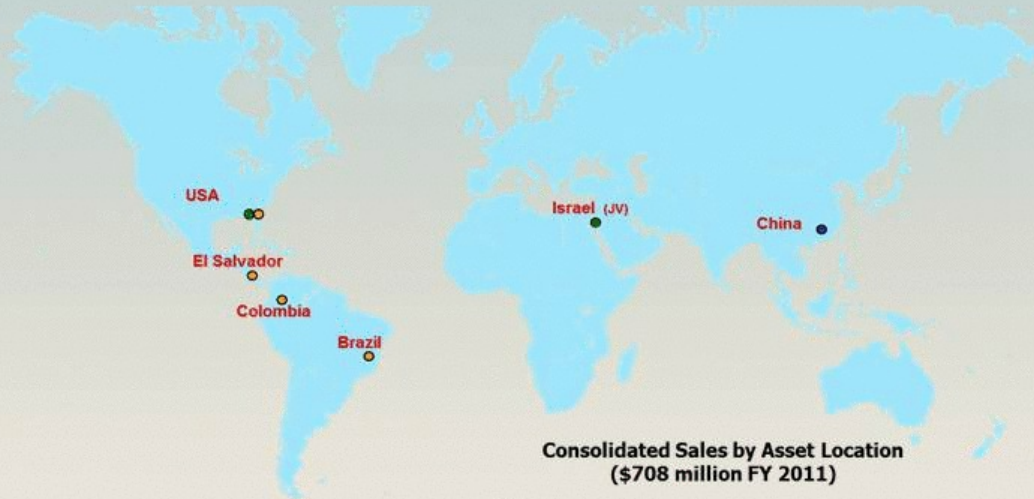 USA
Israel (JV)
China
El Salvador
Colombia
Brazil
Consolidated Sales by Asset Location
($708 million FY 2011)